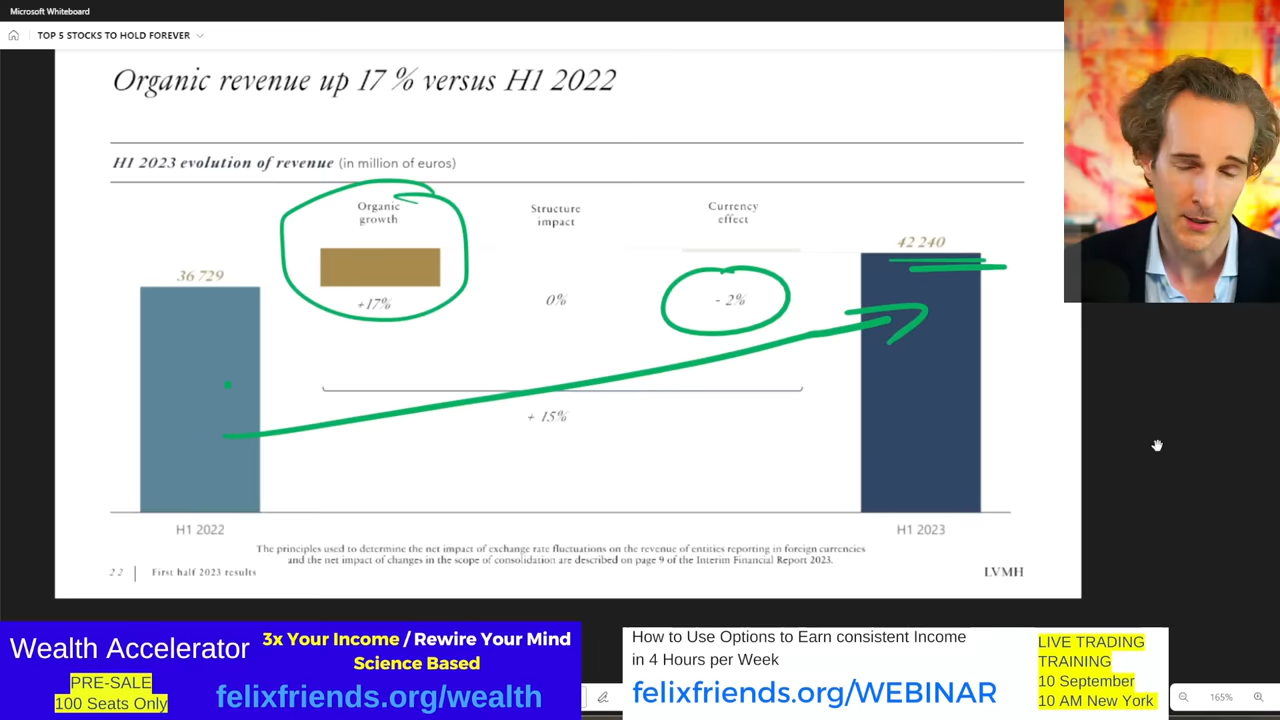 Microsoft Whiteboard
TOP 5 STOCKS TO HOLD FOREVER
Organic revenue up 17 % versus H1 2022
H1 2023 evolution of revenue (in million of euros)
Organic
growth
Structure
impact
Currency
effect
36 729
42 240
+17%
0%
- 2%
+ 15%
H1 2022
H1 2023
The principles used to determine the net impact of exchange rate fluctuations on the revenue of entities reporting in foreign currencies
and the net impact of changes in the scope of consolidation are described on page 9 of the Interim Financial Report 2023.
22 | First half 2023 results
LVMH
Wealth Accelerator
PRE-SALE
100 Seats Only
3x Your Income / Rewire Your Mind
Science Based
felixfriends.org/wealth
How to Use Options to Earn consistent Income
in 4 Hours per Week
felixfriends.org/WEBINAR
LIVE TRADING
TRAINING
10 September
10 AM New York
165%